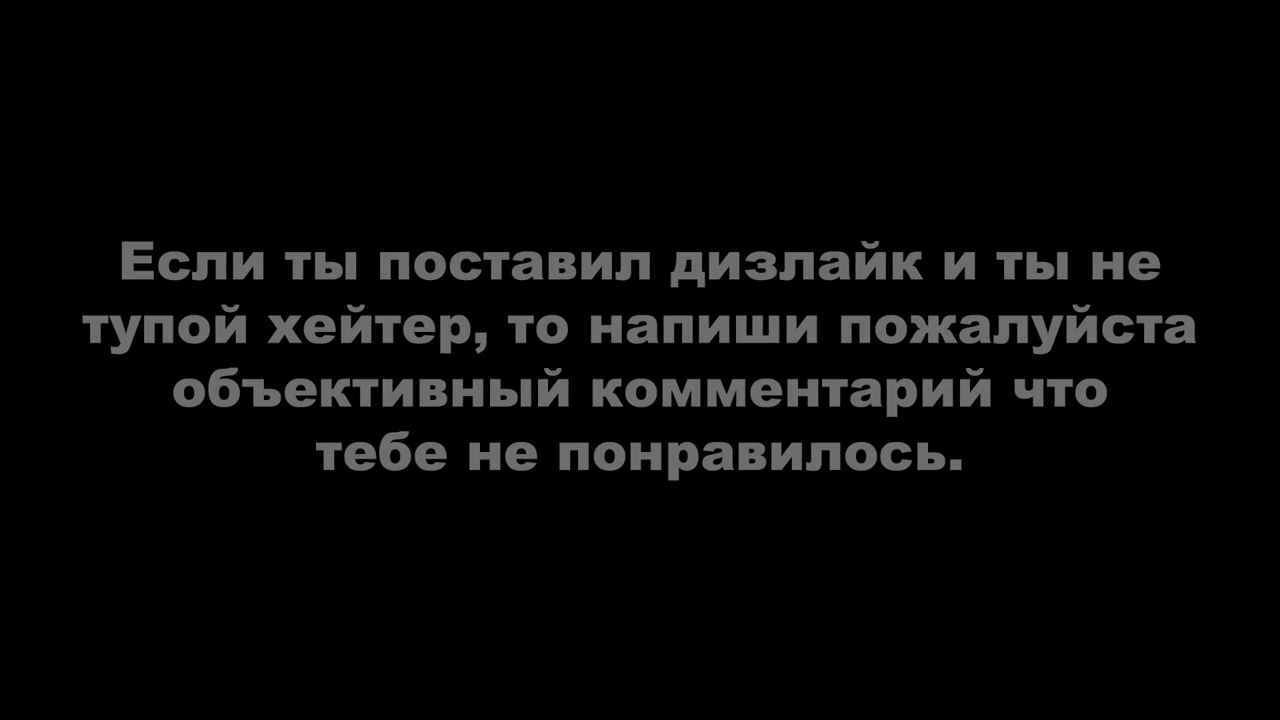 Если ты поставил дизлайк и ты не
тупой хейтер, то напиши пожалуйста
объективный комментарий что
тебе не понравилось.